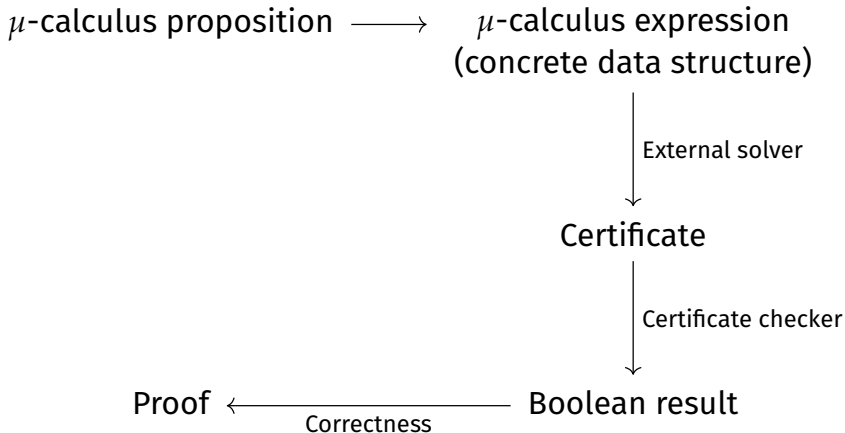 μ-calculus proposition
μ-calculus expression
(concrete data structure)
External solver
Certificate
Certificate checker
Proof
Correctness
Boolean result